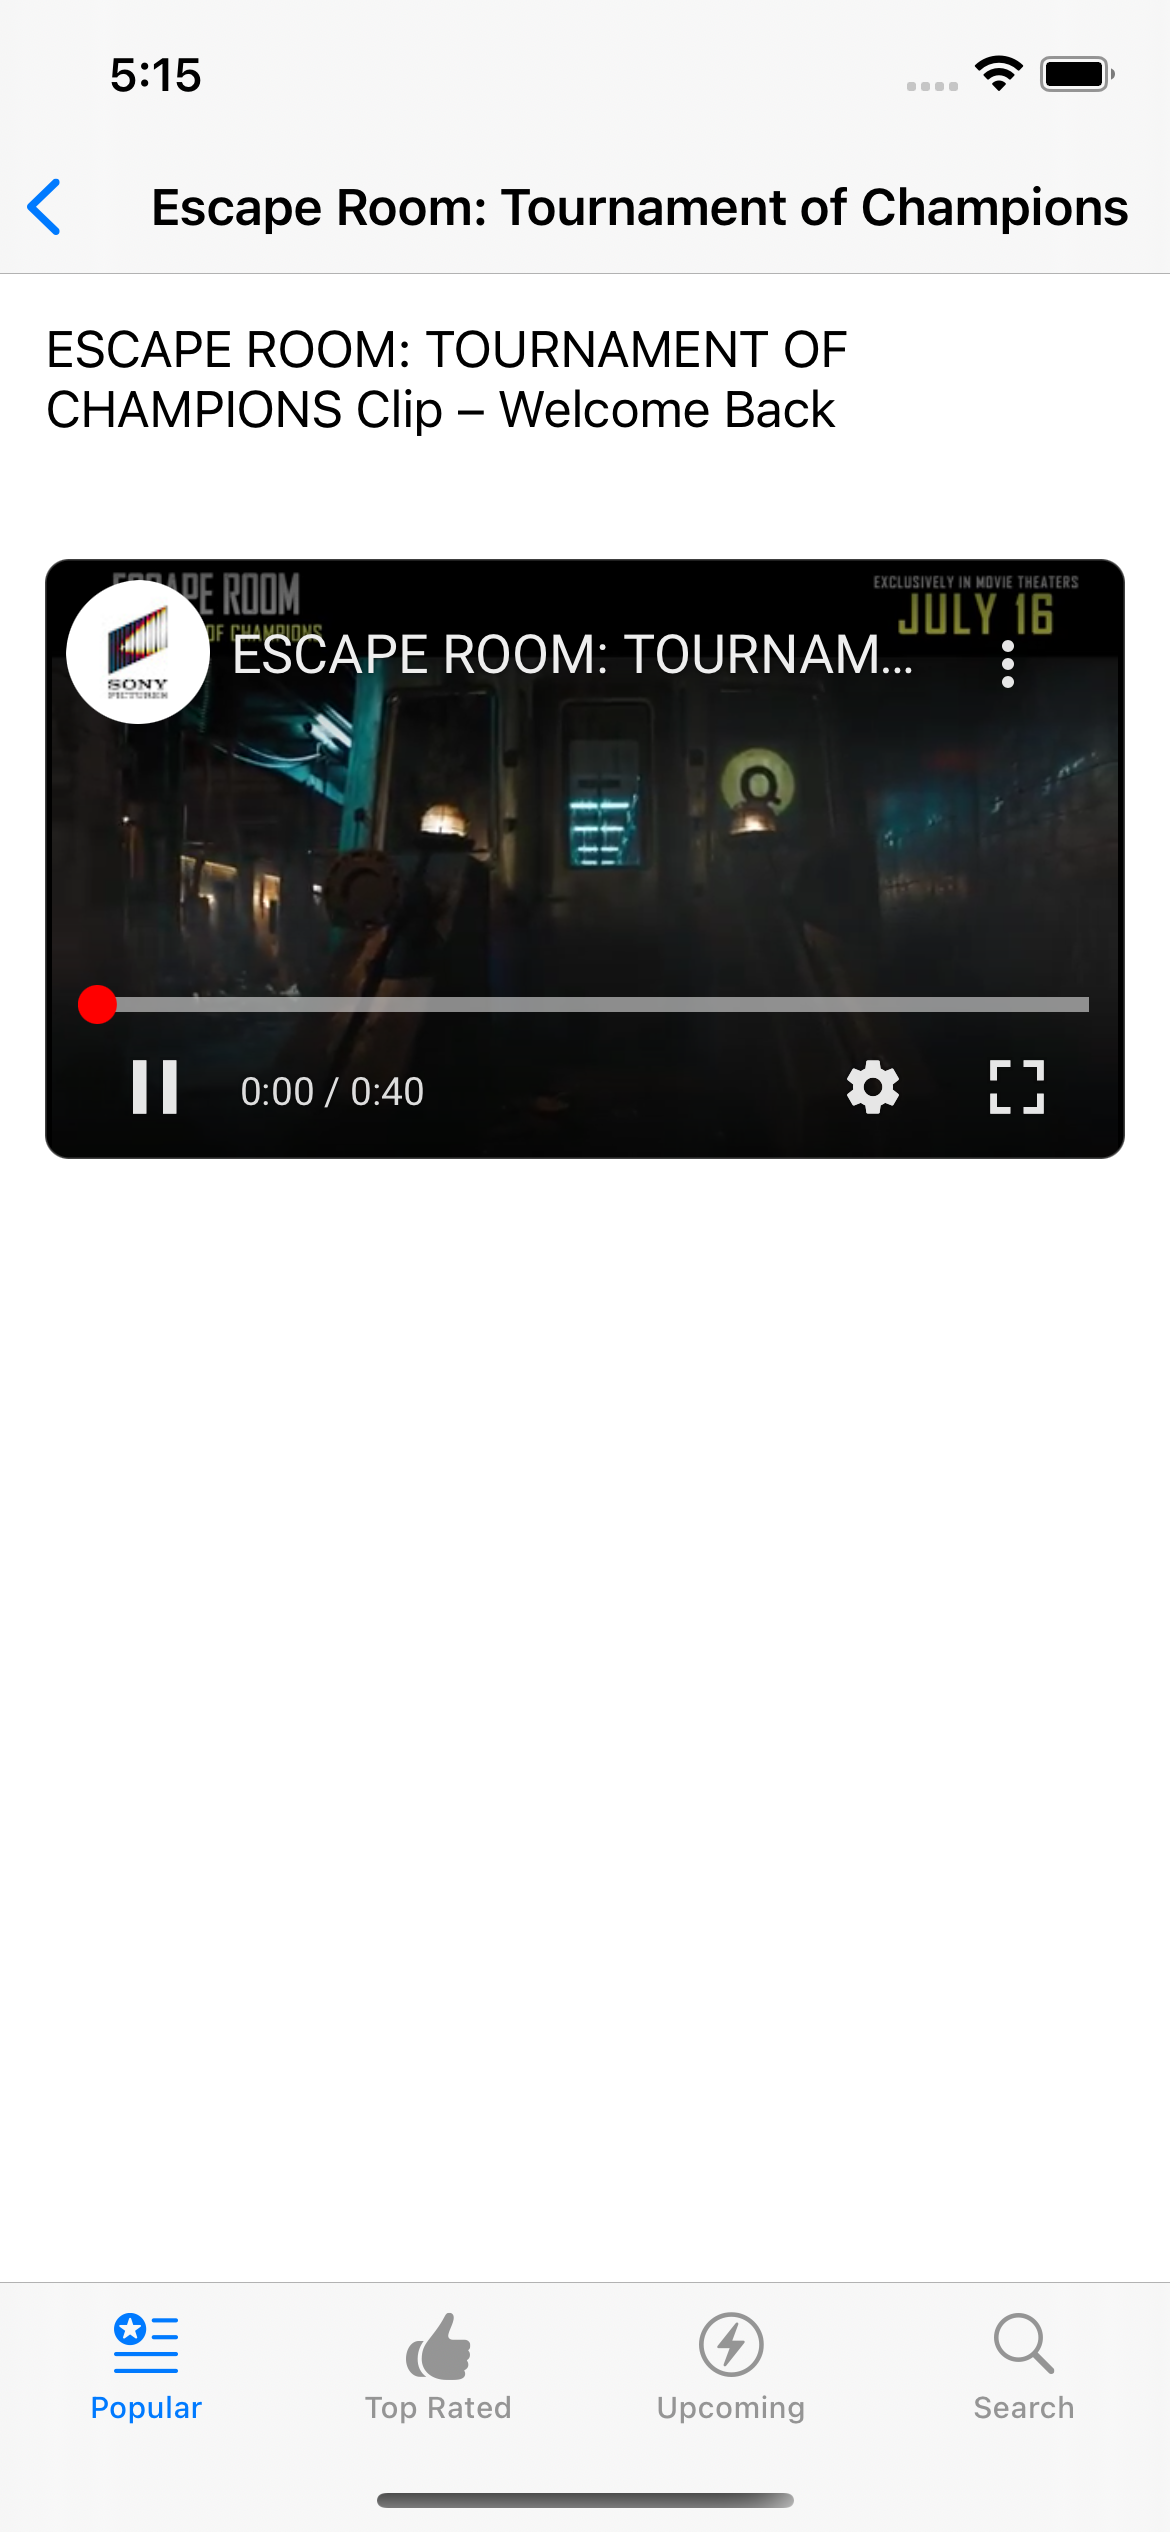 5:15
Escape Room: Tournament of Champions
ESCAPE ROOM: TOURNAMENT OF
CHAMPIONS Clip – Welcome Back
EXCLUSIVELY IN MOVIE THEATERS
JULY 16
ROOM
OF CHAMPIONS
SONY
PICTURES
ESCAPE ROOM: TOURNAM...
Q
0:00 / 0:40
Popular
Top Rated
Upcoming
Search